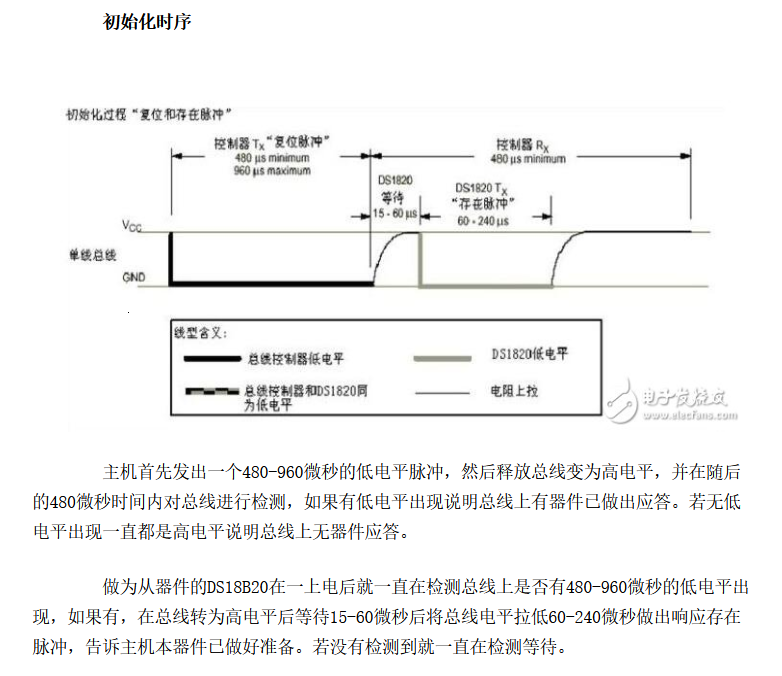 初始化时序
初始化过程“复位和存在脉冲”
控制器 TX “复位脉冲”
480 μs minimum
960 μs maximum
控制器 RX
480 μs minimum
DS1820
等待
15 - 60 μs
DS1820 TX
“存在脉冲”
60 - 240 μs
VCC
单线总线
GND
线型含义：
总线控制器低电平
DS1820低电平
总线控制器和DS1820同
为低电平
电阻上拉
电子发烧友
www.elecfans.com
主机首先发出一个480-960微秒的低电平脉冲，然后释放总线变为高电平，并在随后
的480微秒时间内对总线进行检测，如果有低电平出现说明总线上有器件已做出应答。若无低
电平出现一直都是高电平说明总线上无器件应答。
做为从器件的DS18B20在一上电后就一直在检测总线上是否有480-960微秒的低电平出
现，如果有，在总线转为高电平后等待15-60微秒后将总线电平拉低60-240微秒做出响应存在
脉冲，告诉主机本器件已做好准备。若没有检测到就一直在检测等待。